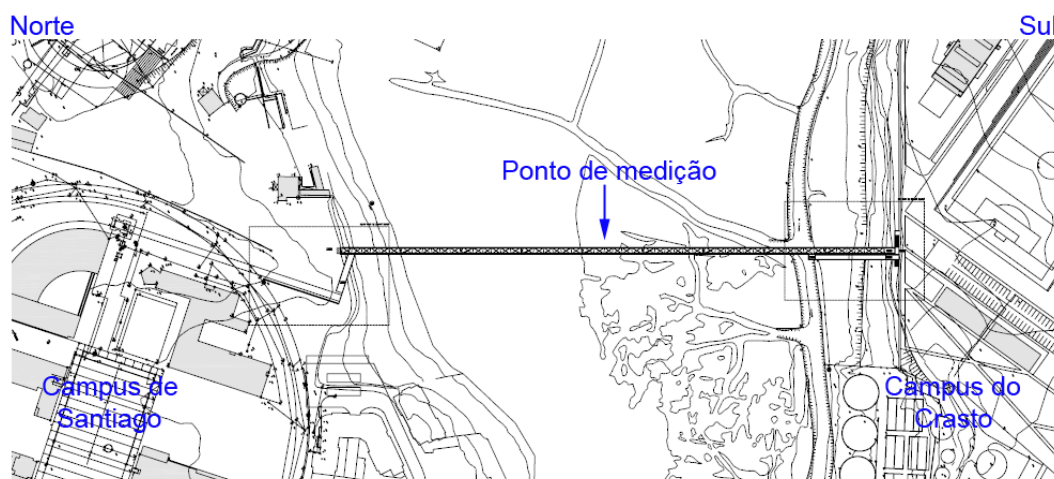 Norte
Sul
Ponto de medição
Campus de
Santiago
Campus do
Crasto